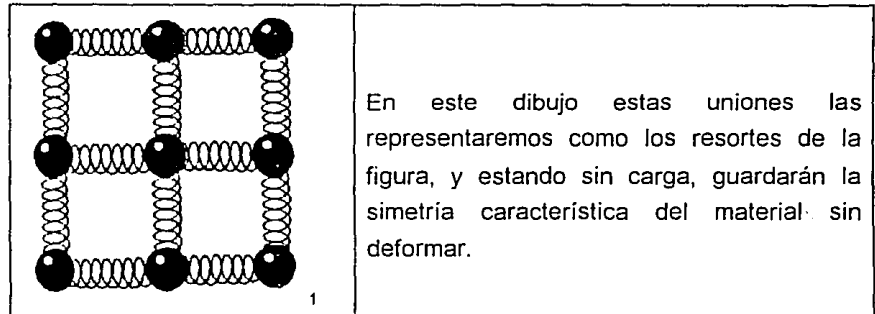 En este dibujo estas uniones las
representaremos como los resortes de la
figura, y estando sin carga, guardarán la
simetría característica del material sin
deformar.
1